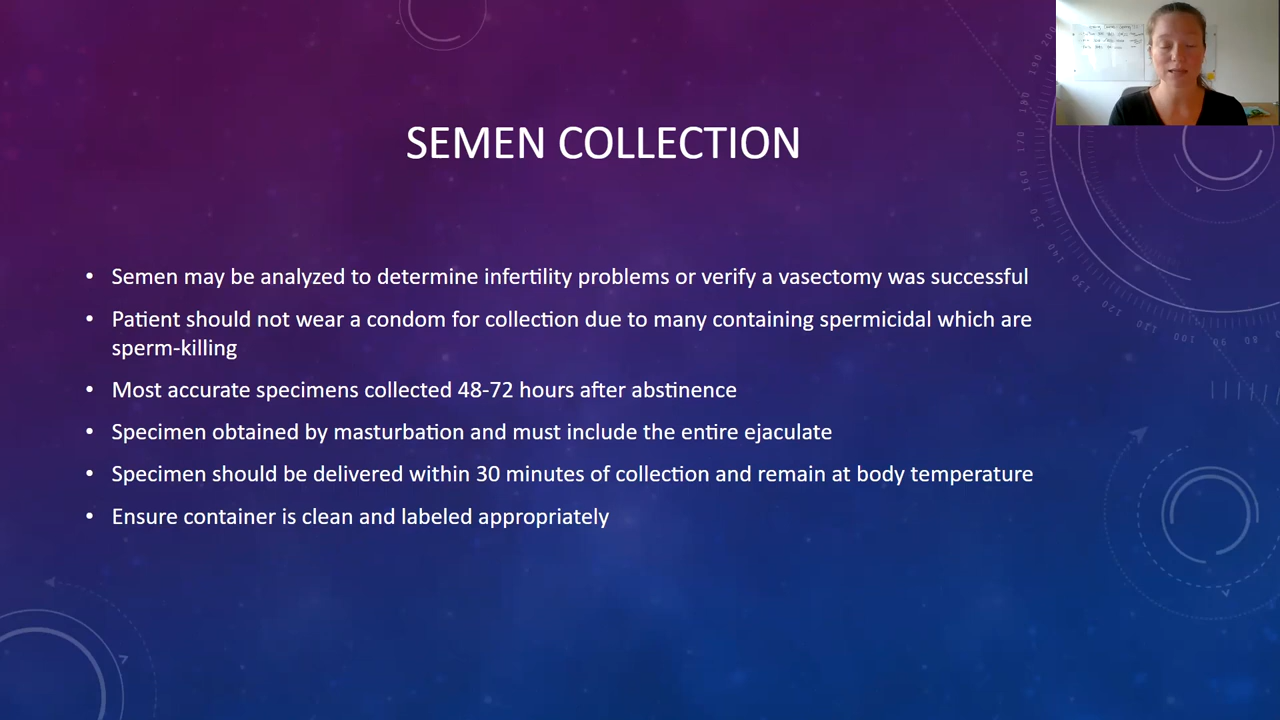 SEMEN COLLECTION
• Semen may be analyzed to determine infertility problems or verify a vasectomy was successful
• Patient should not wear a condom for collection due to many containing spermicidal which are
sperm-killing
• Most accurate specimens collected 48-72 hours after abstinence
• Specimen obtained by masturbation and must include the entire ejaculate
• Specimen should be delivered within 30 minutes of collection and remain at body temperature
• Ensure container is clean and labeled appropriately